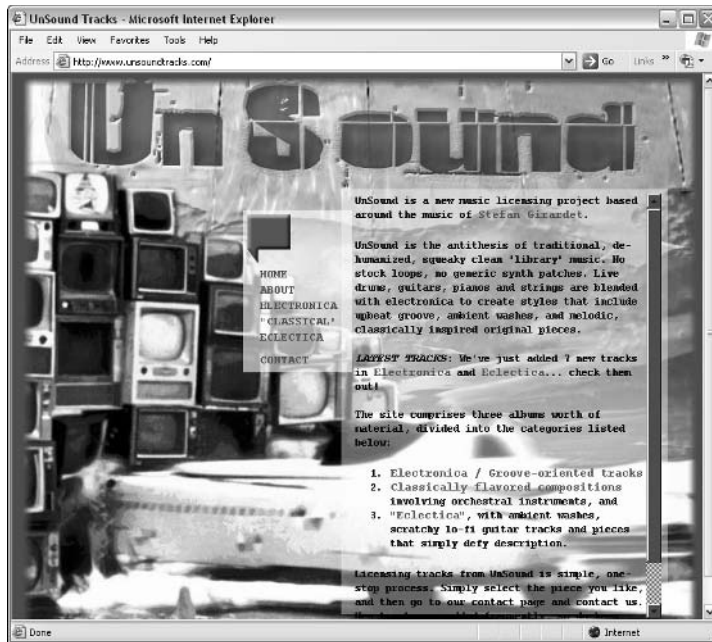 UnSound Tracks - Microsoft Internet Explorer
File Edit View Favorites Tools Help
Address http://www.unsoundtracks.com/ Go Links »
UnSound
UnSound is a new music licensing project based
around the music of Stefan Girardet.
UnSound is the antithesis of traditional, de-
humanized, squeaky clean 'library' music. No
stock loops, no generic synth patches. Live
drums, guitars, pianos and strings are blended
with electronica to create styles that include
upbeat groove, ambient washes, and melodic,
classically inspired original pieces.
LATEST TRACKS: We've just added 7 new tracks
in Electronica and Eclectica... check them
out!
The site comprises three albums worth of
material, divided into the categories listed
below:
1. Electronica / Groove-oriented tracks
2. Classically flavored compositions
involving orchestral instruments, and
3. "Eclectica", with ambient washes,
scratchy lo-fi guitar tracks and pieces
that simply defy description.
Licensing tracks from UnSound is simple, one-
stop process. Simply select the piece you like,
and then go to our contact page and contact us.
HOME
ABOUT
ELECTRONICA
"CLASSICAL'
ECLECTICA
CONTACT
Done Internet